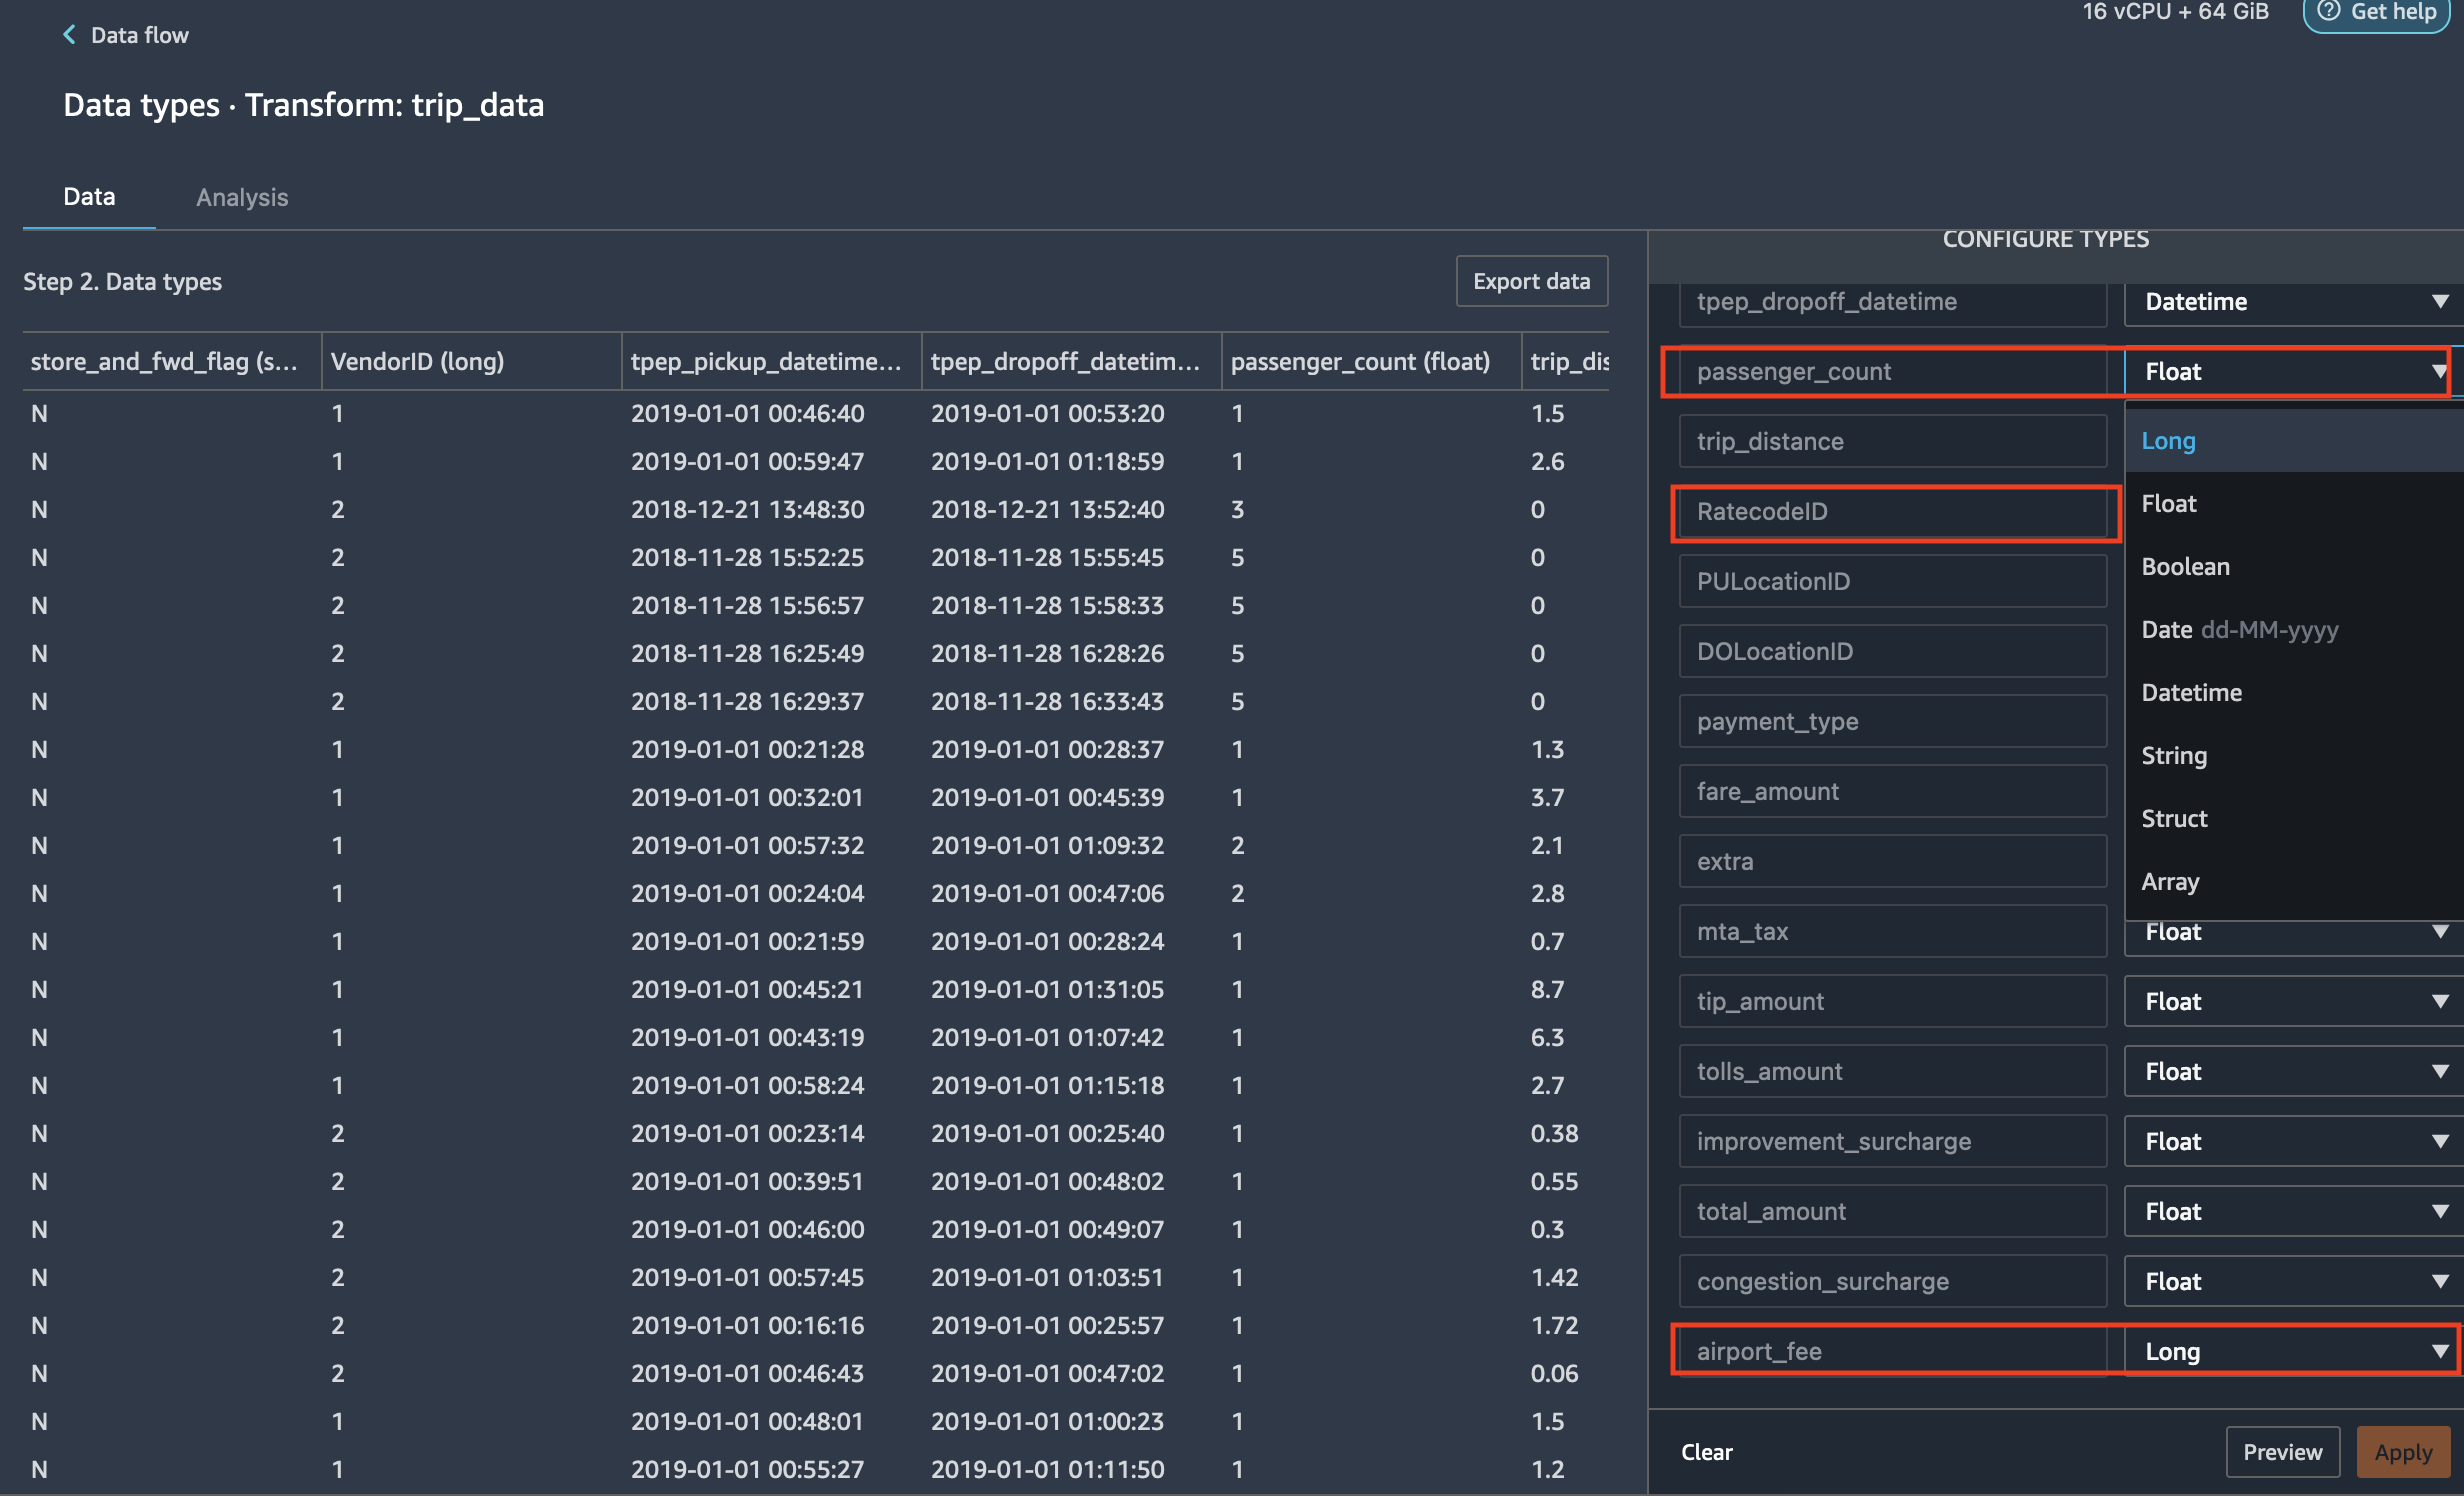 16 vCPU + 64 GiB
Get help
Data flow
Data types · Transform: trip_data
Data Analysis
Step 2. Data types
Export data
store_and_fwd_flag (s... VendorID (long) tpep_pickup_datetime... tpep_dropoff_datetim... passenger_count (float) trip_dis
N 1 2019-01-01 00:46:40 2019-01-01 00:53:20 1 1.5
N 1 2019-01-01 00:59:47 2019-01-01 01:18:59 1 2.6
N 2 2018-12-21 13:48:30 2018-12-21 13:52:40 3 0
N 2 2018-11-28 15:52:25 2018-11-28 15:55:45 5 0
N 2 2018-11-28 15:56:57 2018-11-28 15:58:33 5 0
N 2 2018-11-28 16:25:49 2018-11-28 16:28:26 5 0
N 2 2018-11-28 16:29:37 2018-11-28 16:33:43 5 0
N 1 2019-01-01 00:21:28 2019-01-01 00:28:37 1 1.3
N 1 2019-01-01 00:32:01 2019-01-01 00:45:39 1 3.7
N 1 2019-01-01 00:57:32 2019-01-01 01:09:32 2 2.1
N 1 2019-01-01 00:24:04 2019-01-01 00:47:06 2 2.8
N 1 2019-01-01 00:21:59 2019-01-01 00:28:24 1 0.7
N 1 2019-01-01 00:45:21 2019-01-01 01:31:05 1 8.7
N 1 2019-01-01 00:43:19 2019-01-01 01:07:42 1 6.3
N 1 2019-01-01 00:58:24 2019-01-01 01:15:18 1 2.7
N 2 2019-01-01 00:23:14 2019-01-01 00:25:40 1 0.38
N 2 2019-01-01 00:39:51 2019-01-01 00:48:02 1 0.55
N 2 2019-01-01 00:46:00 2019-01-01 00:49:07 1 0.3
N 2 2019-01-01 00:57:45 2019-01-01 01:03:51 1 1.42
N 2 2019-01-01 00:16:16 2019-01-01 00:25:57 1 1.72
N 2 2019-01-01 00:46:43 2019-01-01 00:47:02 1 0.06
N 1 2019-01-01 00:48:01 2019-01-01 01:00:23 1 1.5
N 1 2019-01-01 00:55:27 2019-01-01 01:11:50 1 1.2
CONFIGURE TYPES
tpep_dropoff_datetime Datetime
passenger_count Float
trip_distance
RatecodeID
PULocationID
DOLocationID
payment_type
fare_amount
extra
Long
Float
Boolean
Date dd-MM-yyyy
Datetime
String
Struct
Array
mta_tax Float
tip_amount Float
tolls_amount Float
improvement_surcharge Float
total_amount Float
congestion_surcharge Float
airport_fee Long
Clear Preview Apply